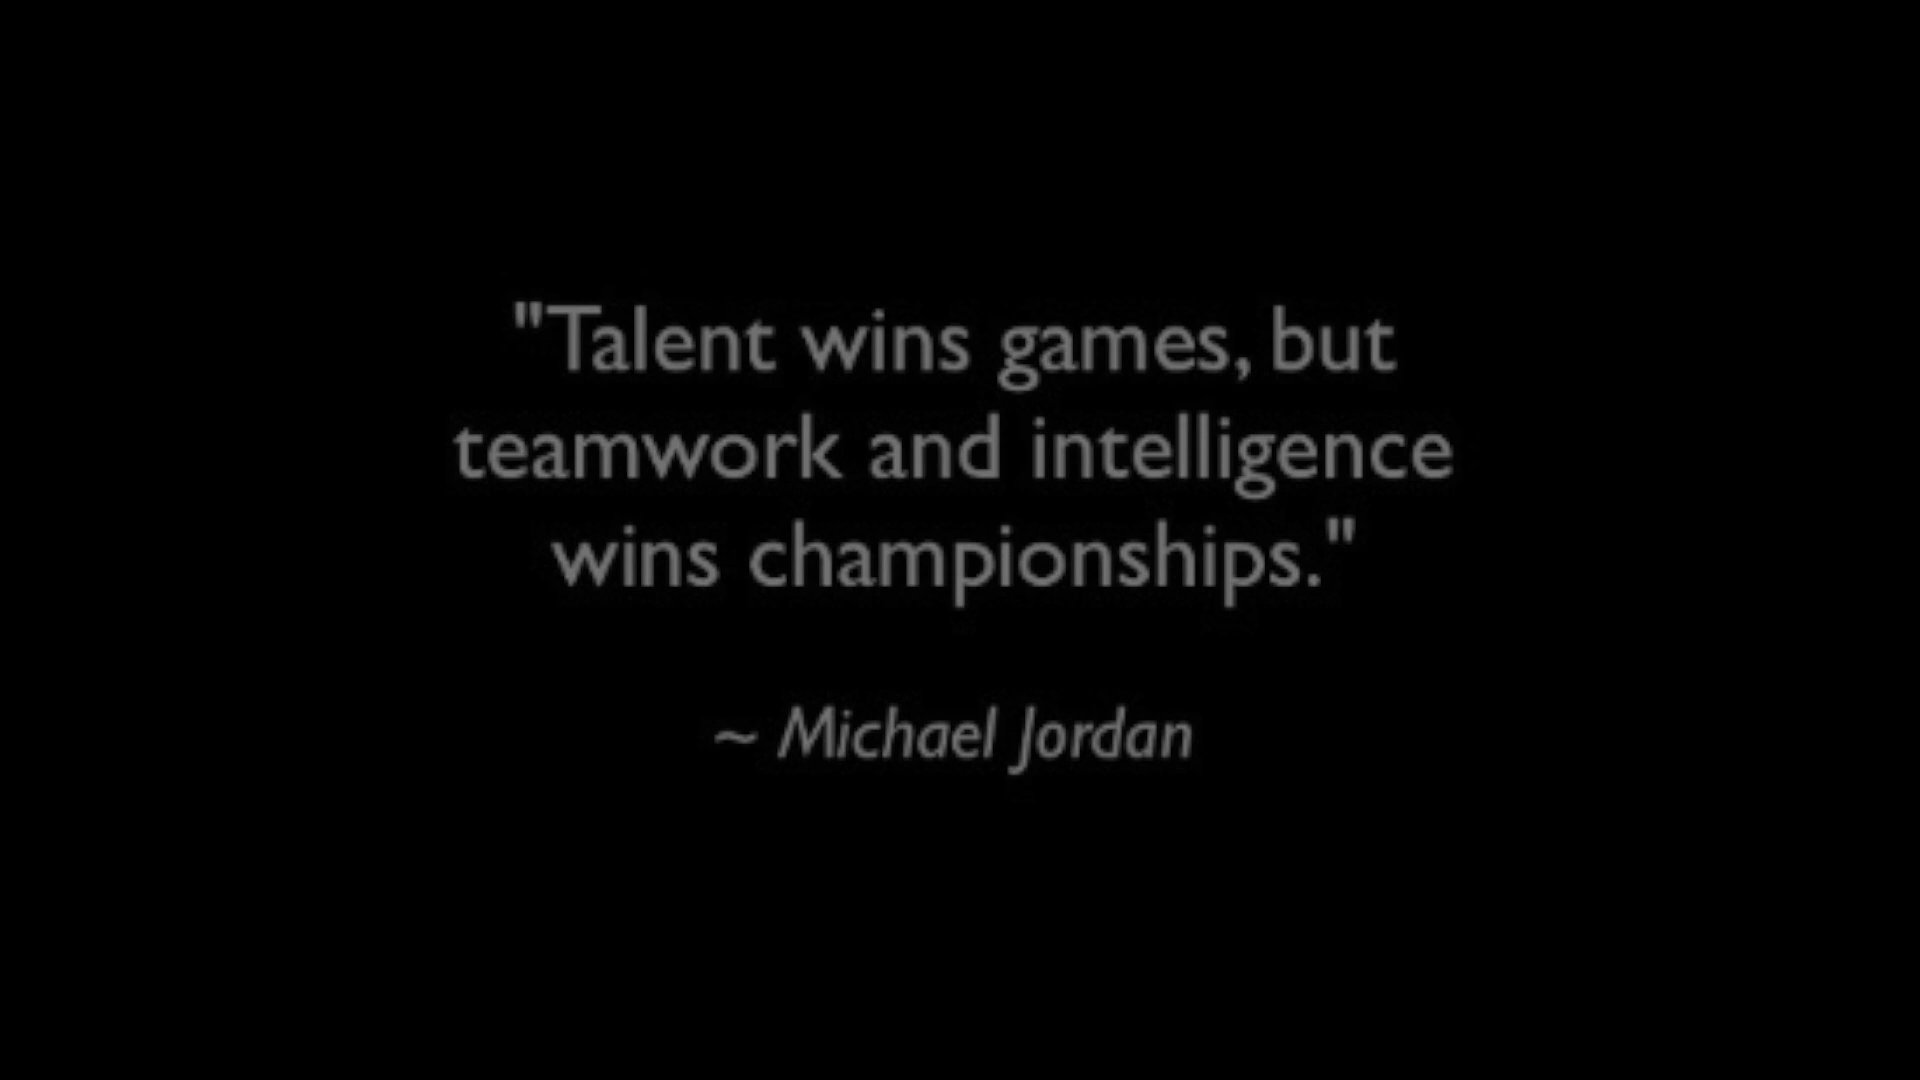 "Talent wins games, but
teamwork and intelligence
wins championships."
~ Michael Jordan